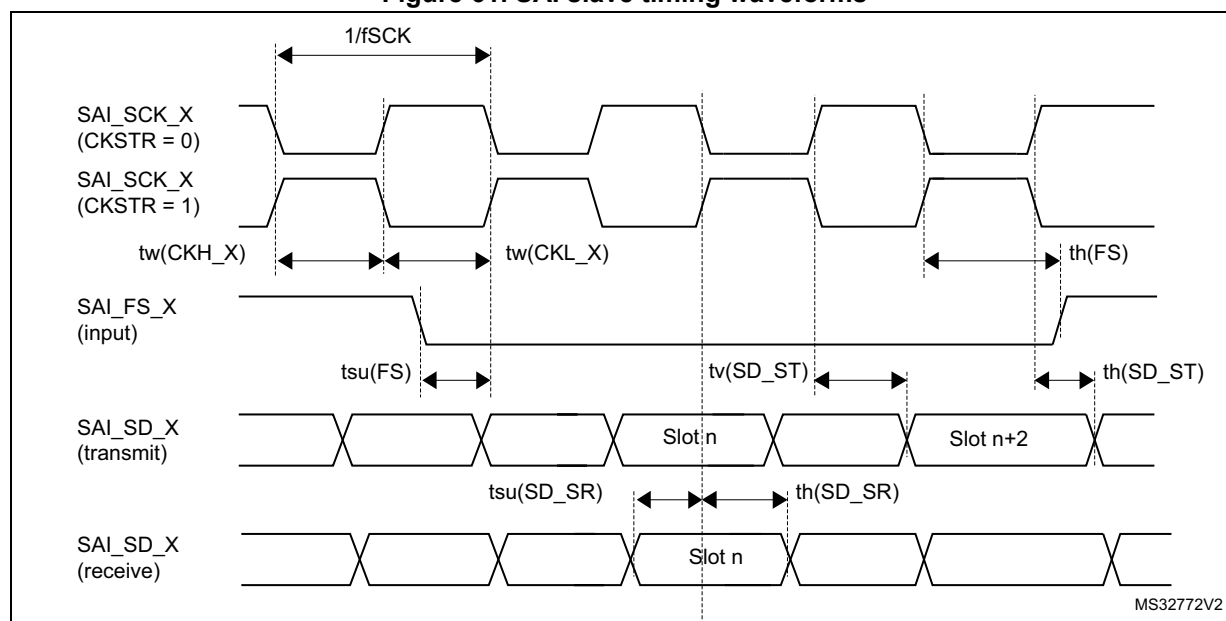 Figure SAI slave timing waveforms
1/fSCK
SAI_SCK_X
(CKSTR = 0)
SAI_SCK_X
(CKSTR = 1)
tw(CKH_X) tw(CKL_X) th(FS)
SAI_FS_X
(input)
tsu(FS) tv(SD_ST) th(SD_ST)
SAI_SD_X
(transmit)
Slot n Slot n+2
tsu(SD_SR) th(SD_SR)
SAI_SD_X
(receive)
Slot n
MS32772V2